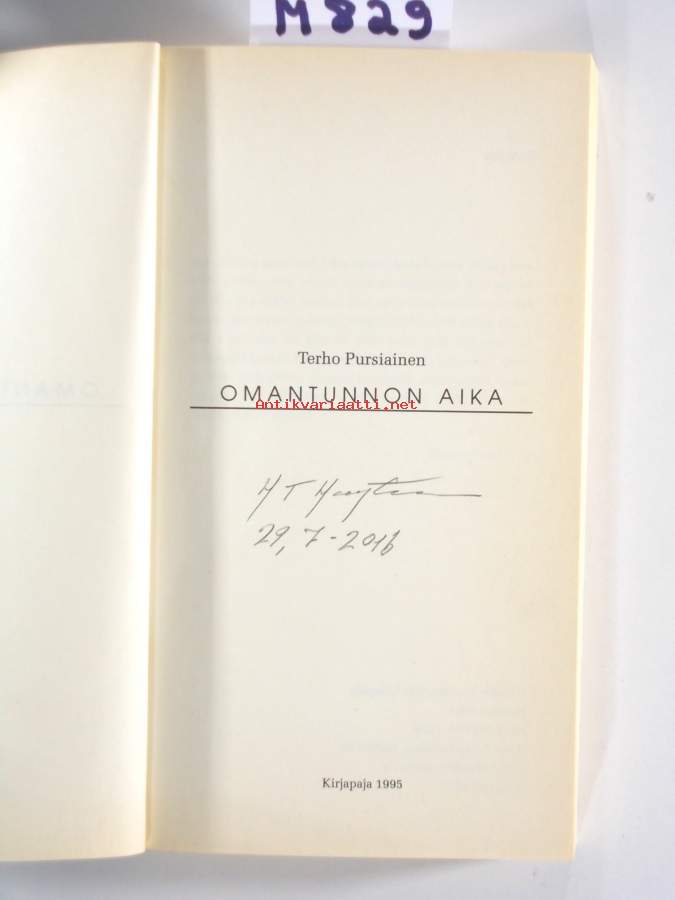 M829
Terho Pursiainen
OMANTUNNON AIKA
Antikvariaatti.net
H T
29, 7-2016
Kirjapaja 1995